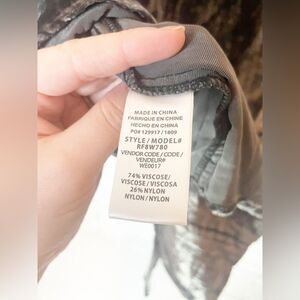 MADE IN CHINA
FABRIQUE EN CHINE
HECHO EN CHINA
PO# 129917 / 1809
STYLE / MODEL#
RF8W780
VENDOR CODE / CODE /
VENDEUR#
WE0017
74% VISCOSE/
VISCOSE / VISCOSA
26% NYLON
NYLON / NYLON